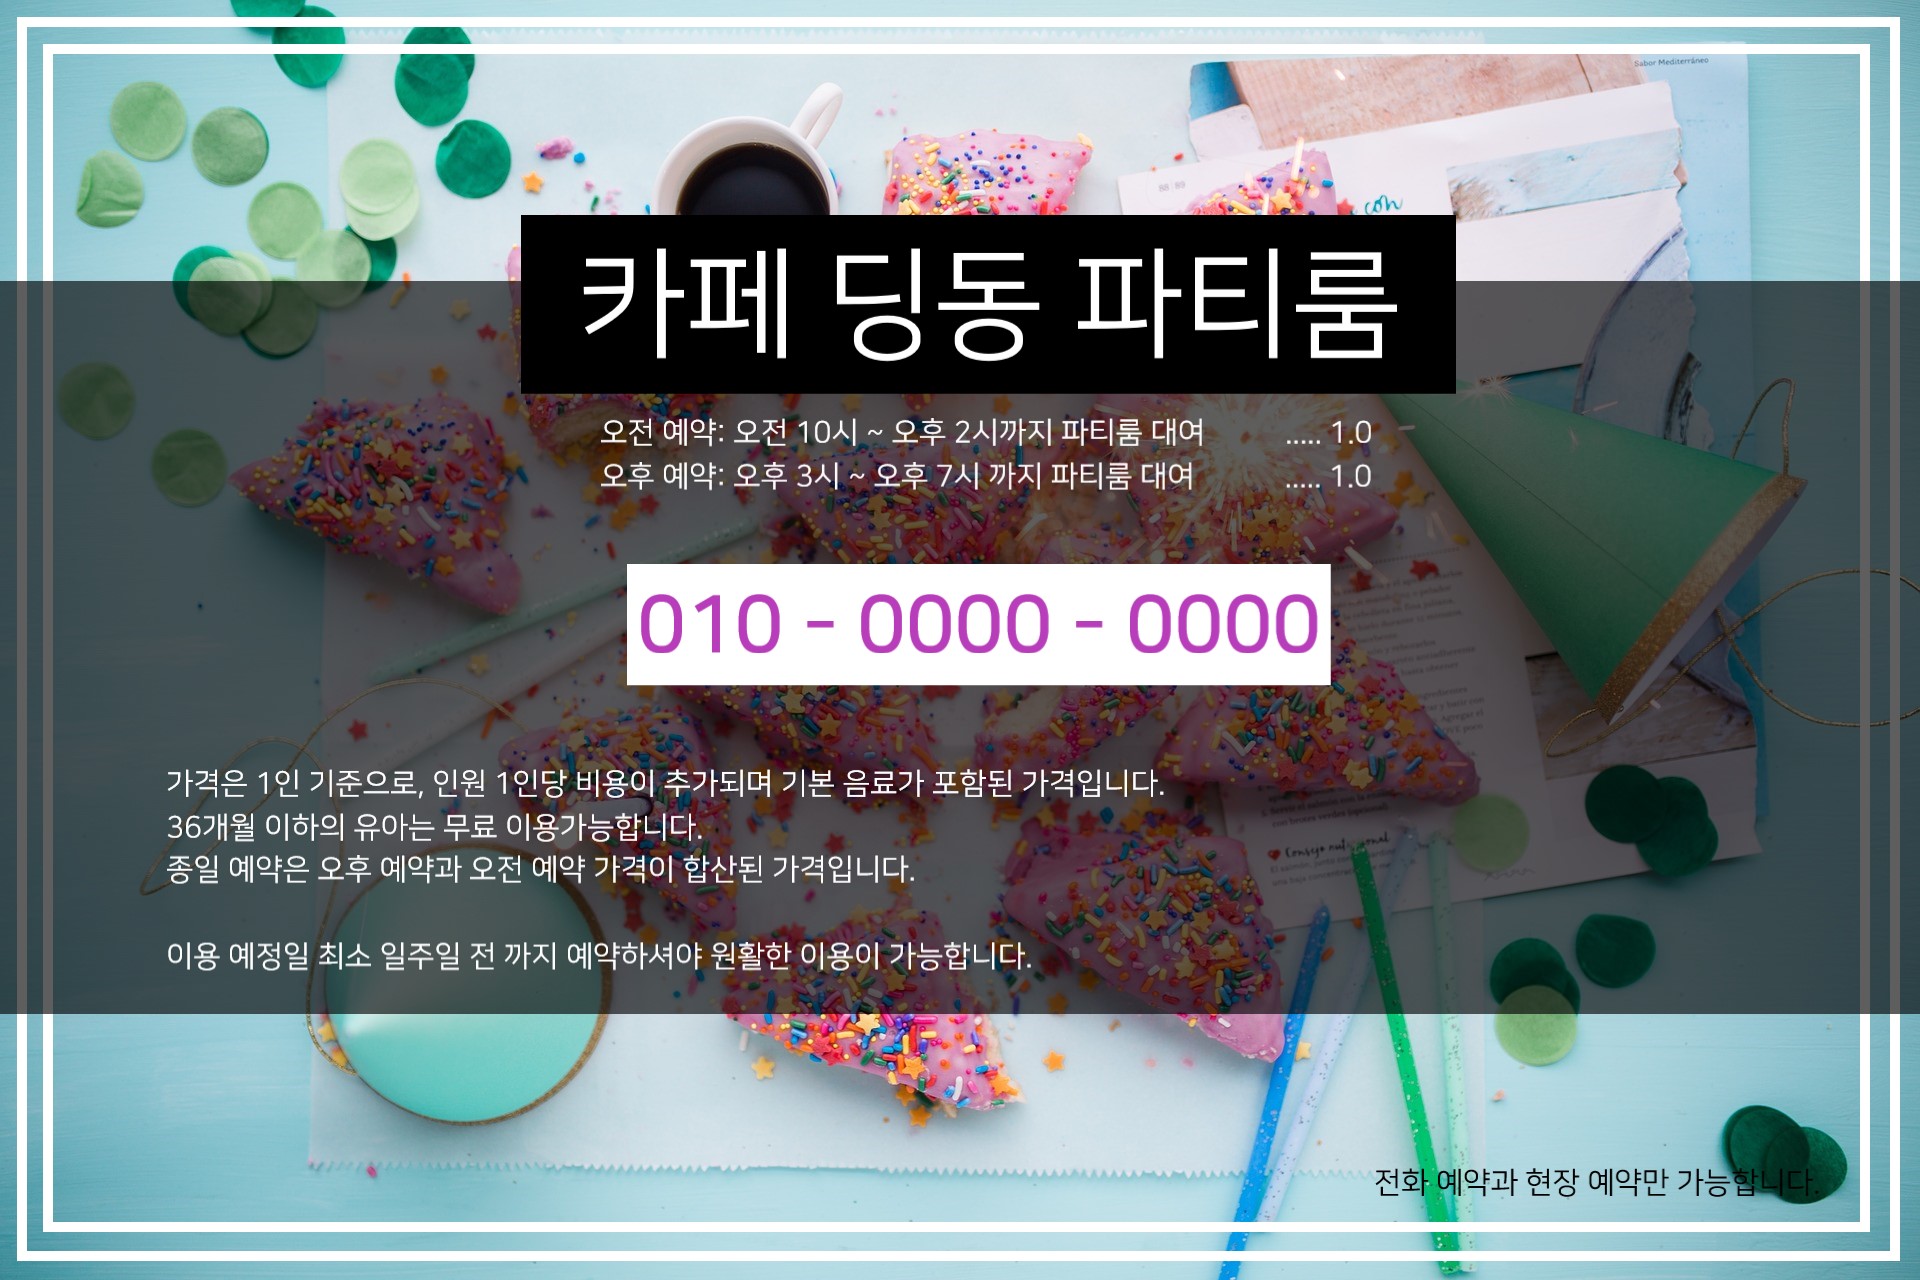 Sabor Mediterráneo
88 | 89
con
카페 딩동 파티룸
오전 예약: 오전 10시 ~ 오후 2시까지 파티룸 대여 ..... 1.0
오후 예약: 오후 3시 ~ 오후 7시 까지 파티룸 대여 ..... 1.0
010 - 0000 - 0000
가격은 1인 기준으로, 인원 1인당 비용이 추가되며 기본 음료가 포함된 가격입니다.
36개월 이하의 유아는 무료 이용가능합니다.
종일 예약은 오후 예약과 오전 예약 가격이 합산된 가격입니다.
이용 예정일 최소 일주일 전 까지 예약하셔야 원활한 이용이 가능합니다.
전화 예약과 현장 예약만 가능합니다.